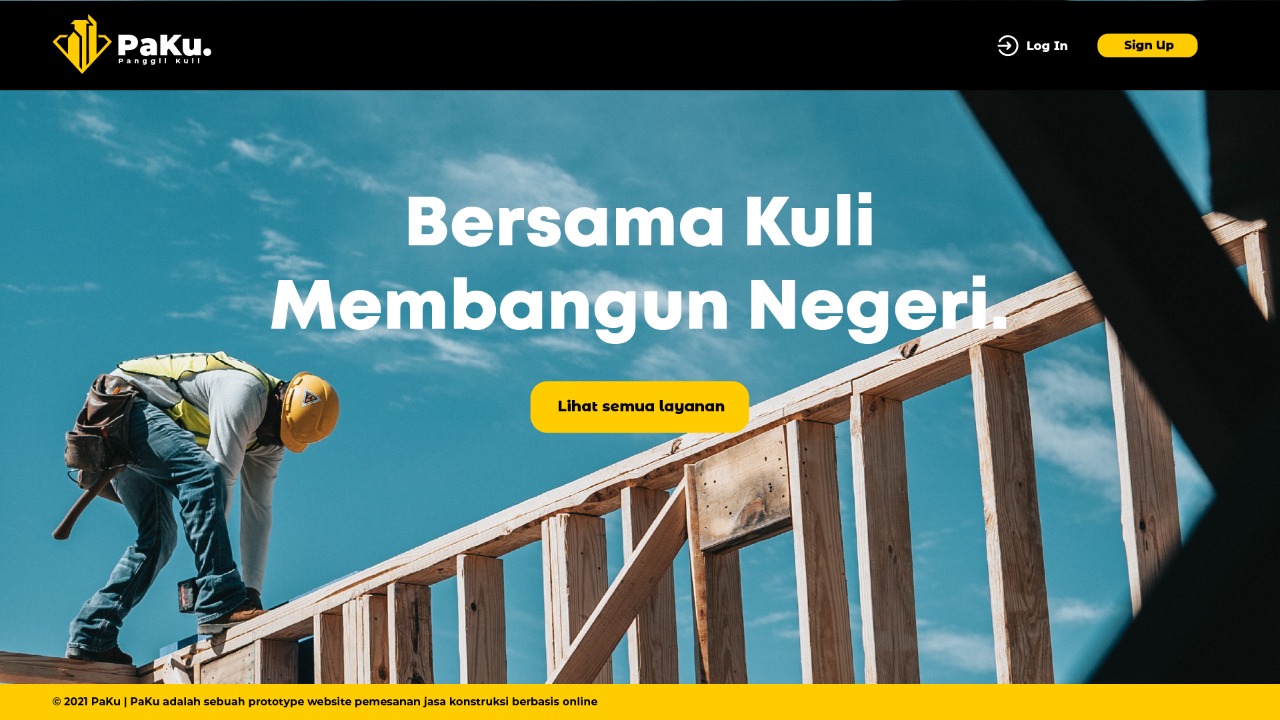 PaKu.
Panggil Kuli
Log In
Sign Up
Bersama Kuli
Membangun Negeri.
Lihat semua layanan
© 2021 PaKu | PaKu adalah sebuah prototype website pemesanan jasa konstruksi berbasis online